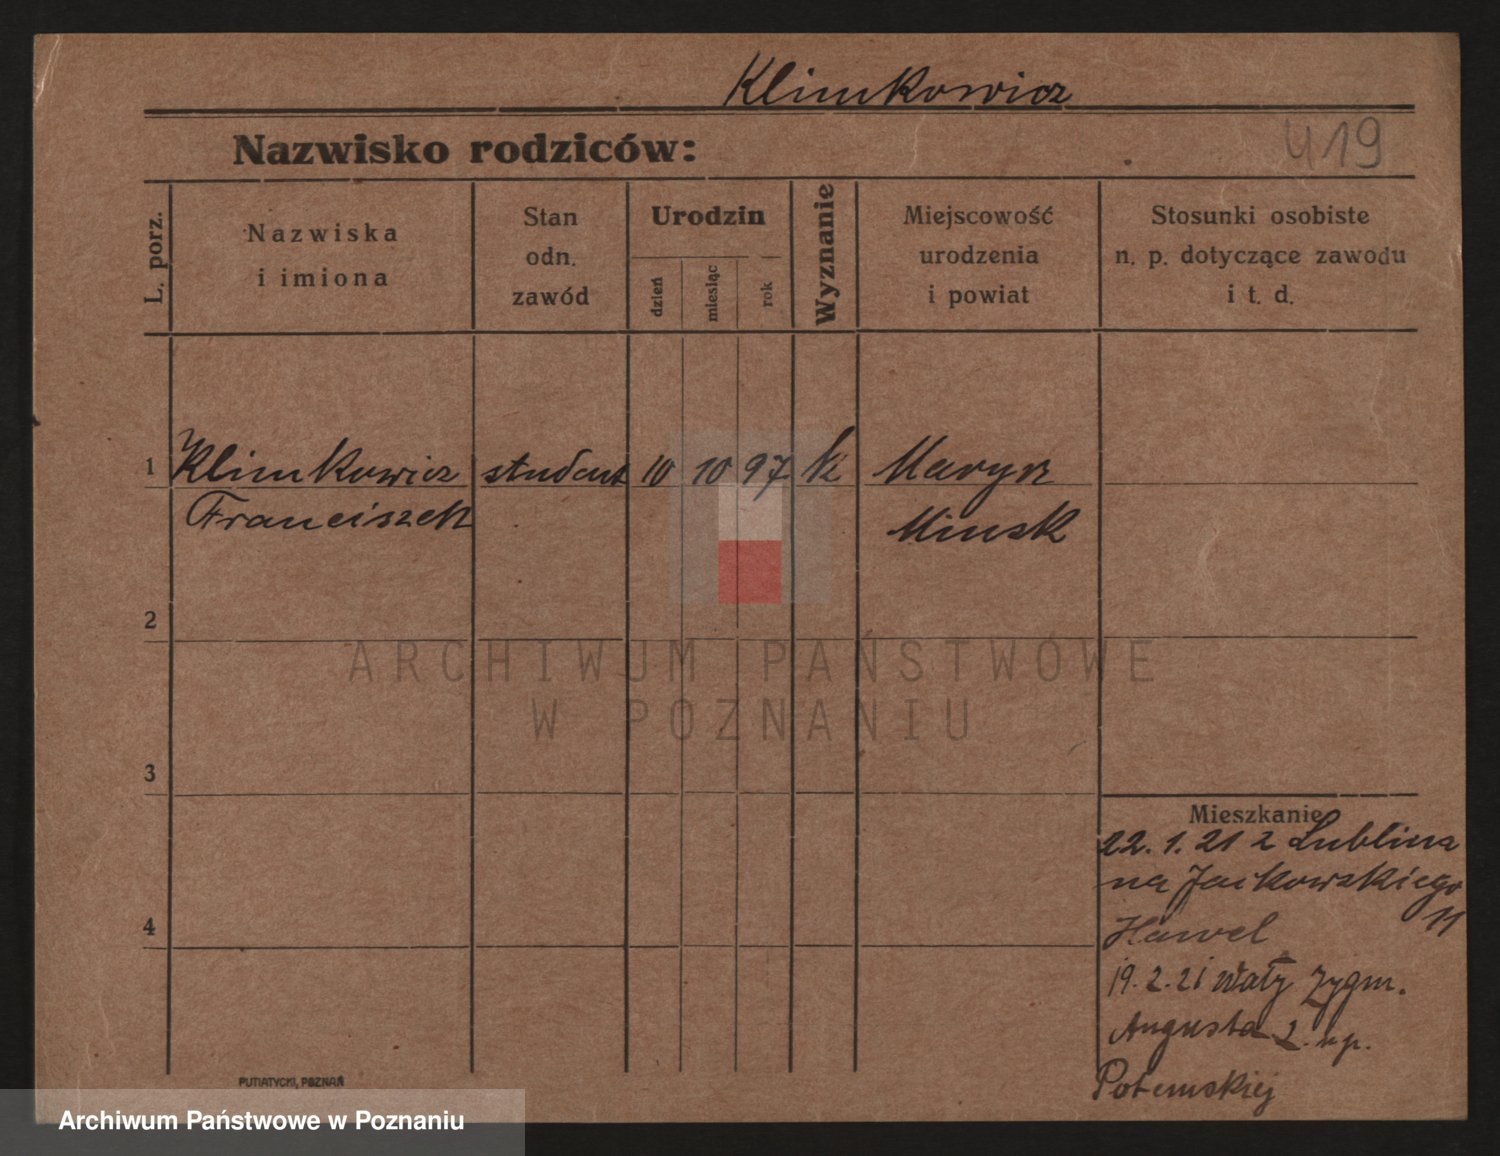 Klimkowicz
419
Nazwisko rodziców:
L. porz.
Nazwiska
i imiona
Stan
odn.
zawód
Urodzin
dzień
miesiąc
rok
Wyznanie
Miejscowość
urodzenia
i powiat
Stosunki osobiste
n. p. dotyczące zawodu
i t. d.
1 Klimkowicz student 10 10 97 k
Franciszek Minsk
2
ARCHIWUM PAŃSTWOWE
W POZNANIU
3
Mieszkanie
22. 1. 21 z Lublina
na Jackowskiego
11
Hawel
4
19. 2. 21 Wały Zygm.
Augusta 2. u p.
Potemskiej
PUTIATYCKI, POZNAŃ
Archiwum Państwowe w Poznaniu